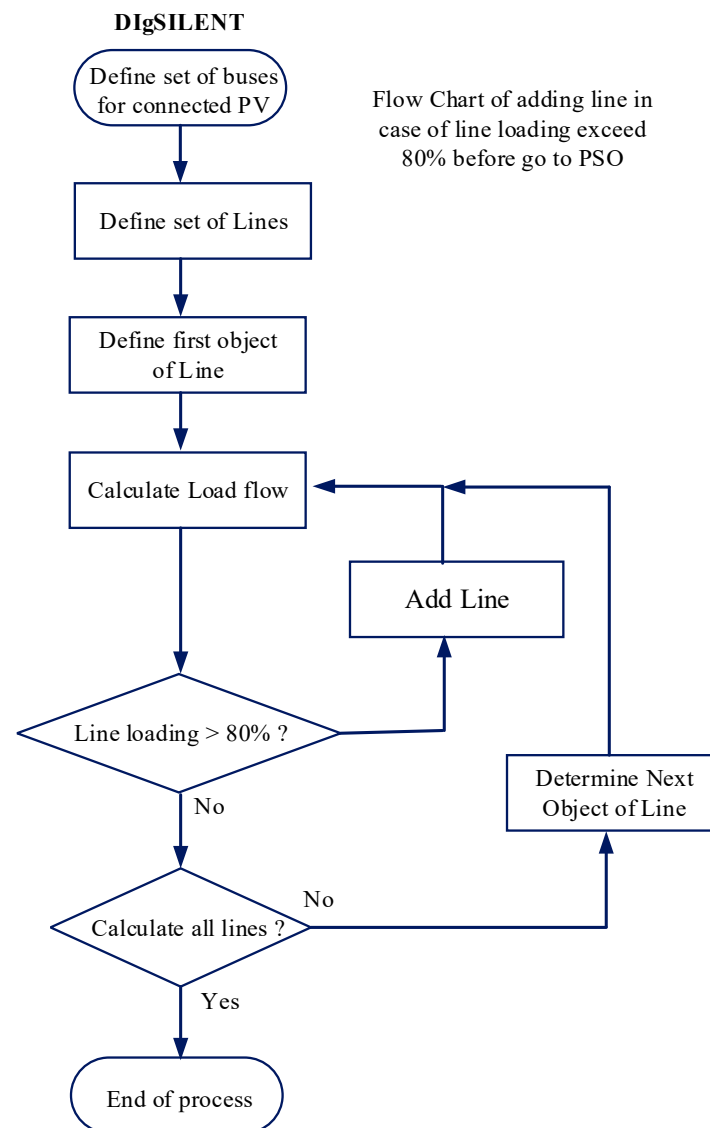 DIgSILENT
Define set of buses
for connected PV
Flow Chart of adding line in
case of line loading exceed
80% before go to PSO
Define set of Lines
Define first object
of Line
Calculate Load flow
Add Line
Line loading > 80% ?
Determine Next
Object of Line
No
No
Calculate all lines ?
Yes
End of process